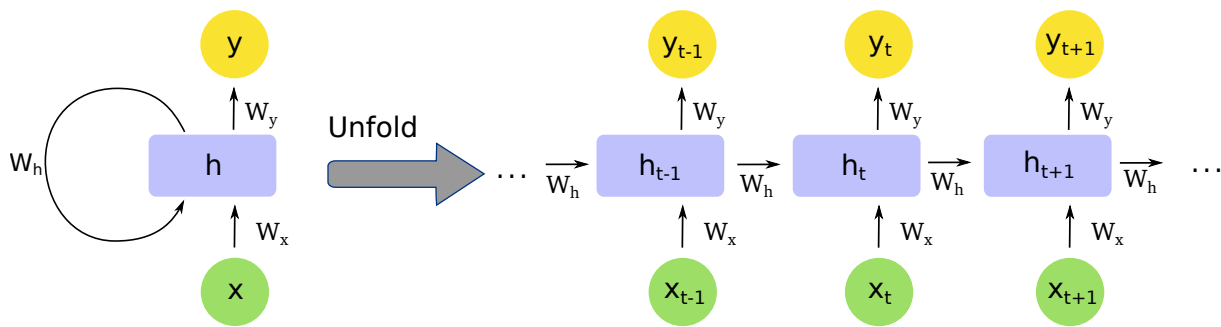 y
W_y
W_h
h
W_x
x
Unfold
y_{t-1} y_t y_{t+1}
W_y W_y W_y
... h_{t-1} h_t h_{t+1} ...
W_h W_h W_h W_h
W_x W_x W_x
x_{t-1} x_t x_{t+1}